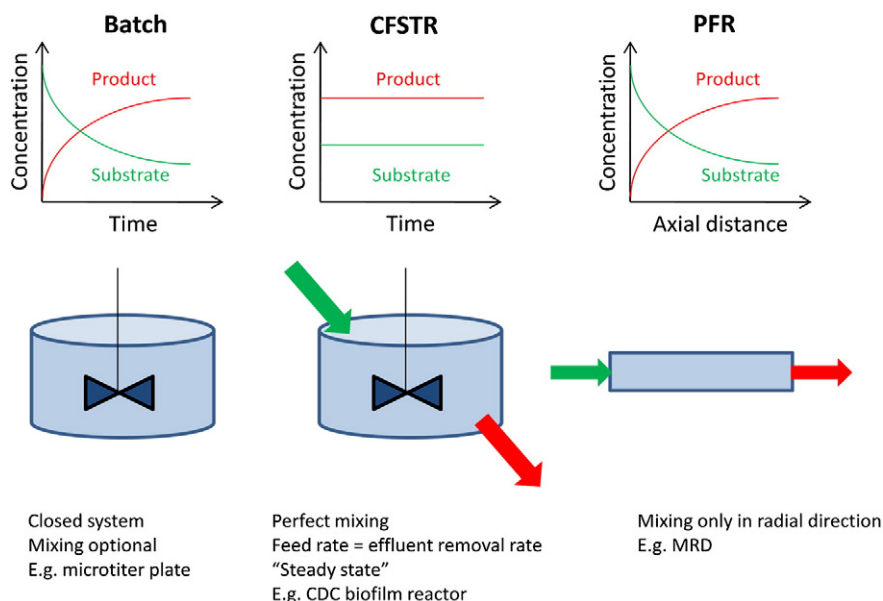 Batch
CFSTR
PFR
Concentration
Product
Substrate
Time
Concentration
Product
Substrate
Time
Concentration
Product
Substrate
Axial distance
Closed system
Mixing optional
E.g. microtiter plate
Perfect mixing
Feed rate = effluent removal rate
“Steady state”
E.g. CDC biofilm reactor
Mixing only in radial direction
E.g. MRD